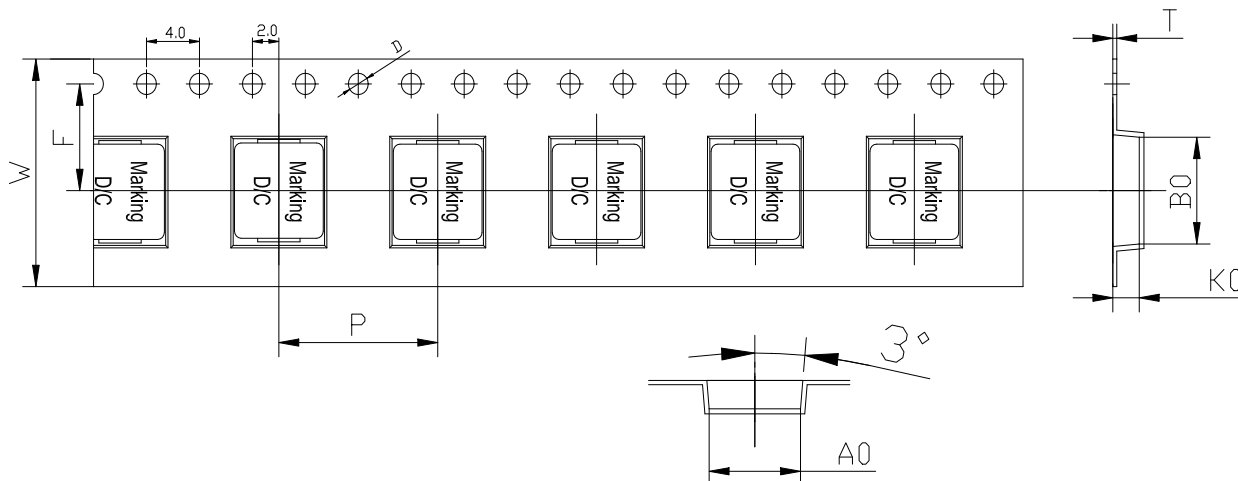 4.0
2.0
D
T
W
F
Marking
D/C
Marking
D/C
Marking
D/C
Marking
D/C
Marking
D/C
Marking
D/C
B0
K0
P
3°
A0